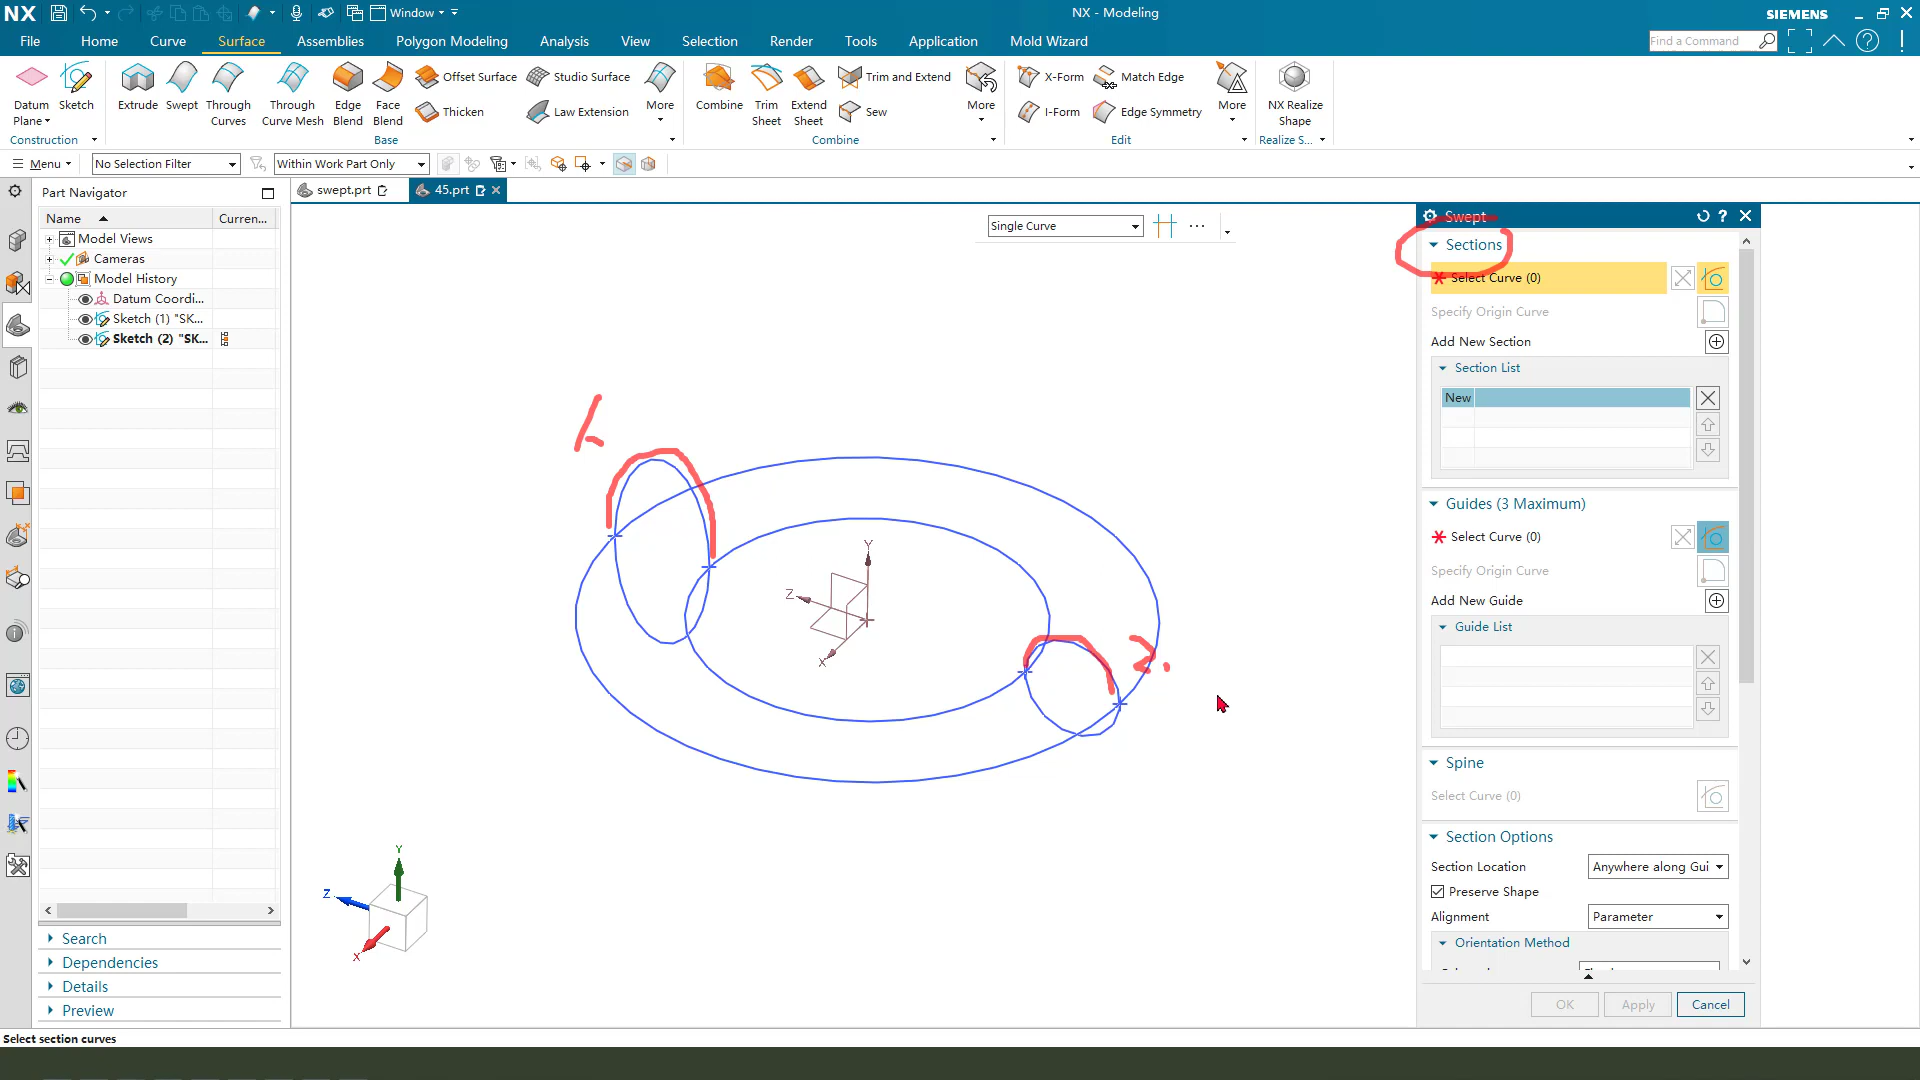 NX
Window
NX - Modeling
SIEMENS
File
Home
Curve
Surface
Assemblies
Polygon Modeling
Analysis
View
Selection
Render
Tools
Application
Mold Wizard
Find a Command
Datum Plane
Sketch
Extrude
Swept
Through Curves
Through Curve Mesh
Edge Blend
Face Blend
Offset Surface
Thicken
Studio Surface
Law Extension
More
Combine
Trim Sheet
Extend Sheet
Trim and Extend
Sew
More
X-Form
I-Form
Match Edge
Edge Symmetry
More
NX Realize Shape
Construction
Base
Combine
Edit
Realize S...
Menu
No Selection Filter
Within Work Part Only
Part Navigator
swept.prt
45.prt
Name
Curren...
Model Views
Cameras
Model History
Datum Coordi...
Sketch (1) "SK...
Sketch (2) "SK...
Single Curve
1.
2.
Y
Z
X
Y
Z
X
Swept
Sections
Select Curve (0)
Specify Origin Curve
Add New Section
Section List
New
Guides (3 Maximum)
Select Curve (0)
Specify Origin Curve
Add New Guide
Guide List
Spine
Select Curve (0)
Section Options
Section Location
Anywhere along Gui
Preserve Shape
Alignment
Parameter
Orientation Method
OK
Apply
Cancel
Search
Dependencies
Details
Preview
Select section curves